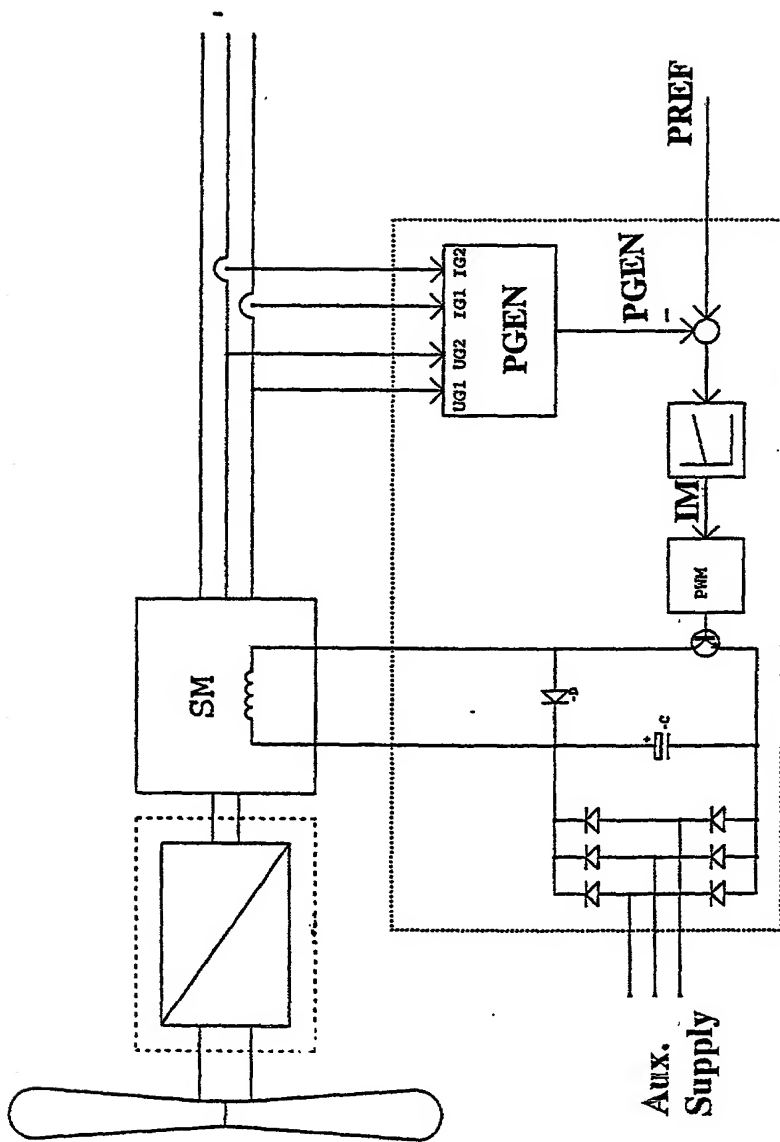 SM
UG1 UG2 IG1 IG2
PGEN
PGEN
-
PREF
IM
PWM
-D
+
-C
Aux.
Supply